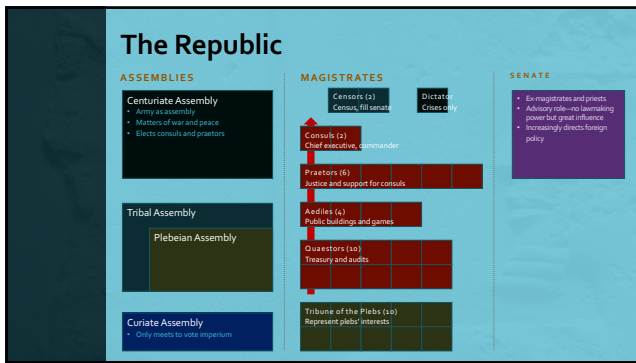 The Republic
ASSEMBLIES
Centuriate Assembly
• Army as assembly
• Matters of war and peace
• Elects consuls and praetors
Tribal Assembly
Plebeian Assembly
Curiate Assembly
• Only meets to vote imperium
MAGISTRATES
Censors (2)
Census, fill senate
Dictator
Crises only
Consuls (2)
Chief executive, commander
Praetors (6)
Justice and support for consuls
Aediles (4)
Public buildings and games
Quaestors (10)
Treasury and audits
Tribune of the Plebs (10)
Represent plebs' interests
SENATE
• Ex-magistrates and priests
• Advisory role—no lawmaking
power but great influence
• Increasingly directs foreign
policy